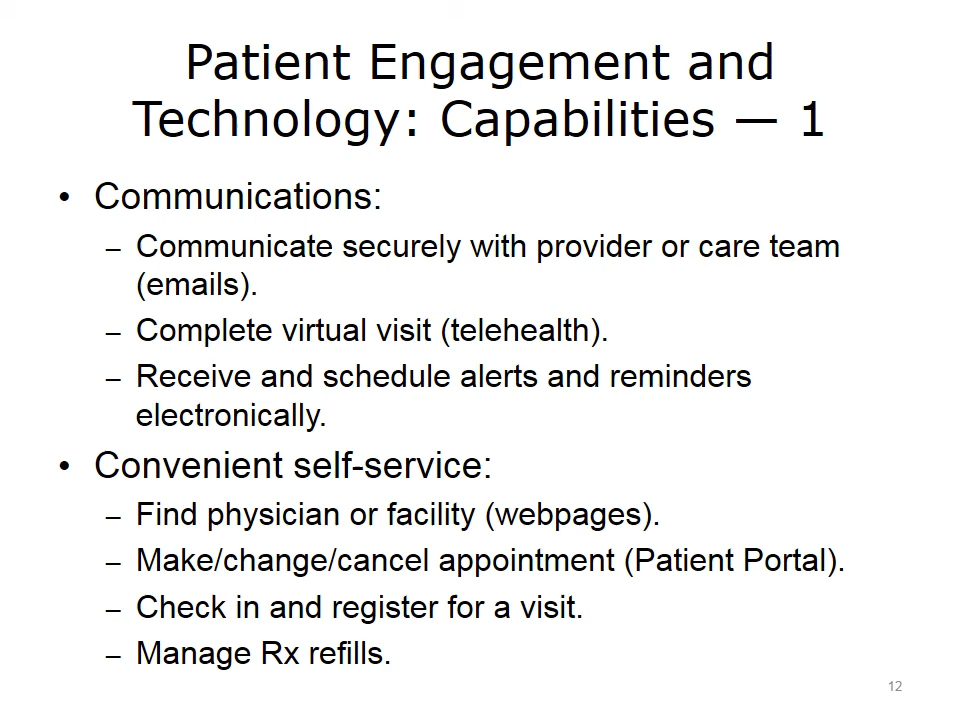 Patient Engagement and
Technology: Capabilities — 1
• Communications:
– Communicate securely with provider or care team
(emails).
– Complete virtual visit (telehealth).
– Receive and schedule alerts and reminders
electronically.
• Convenient self-service:
– Find physician or facility (webpages).
– Make/change/cancel appointment (Patient Portal).
– Check in and register for a visit.
– Manage Rx refills.
12